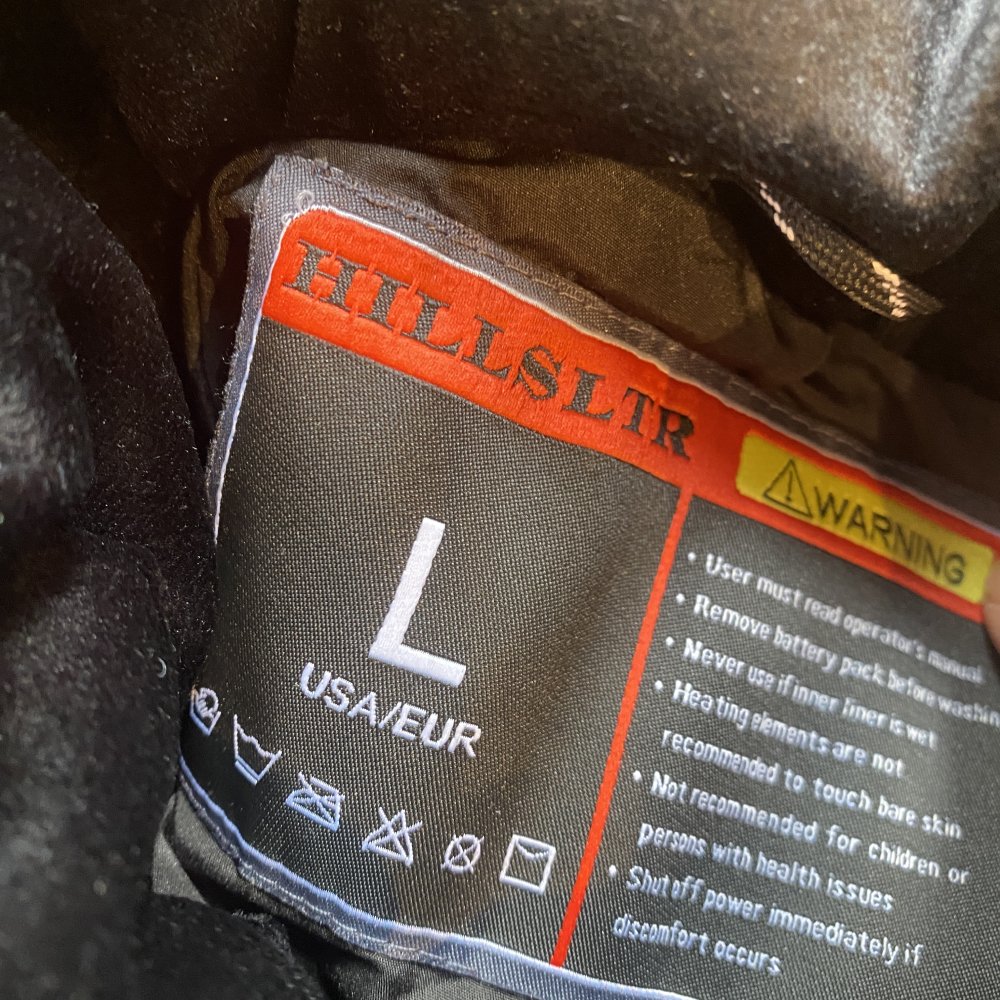 HILLSLTR
L
USA/EUR
WARNING
• User must read operator's manual
• Remove battery pack before washin
• Never use if inner liner is wet
• Heating elements are not
recommended to touch bare skin
• Not recommended for children or
persons with health issues
• Shut off power immediately if
discomfort occurs